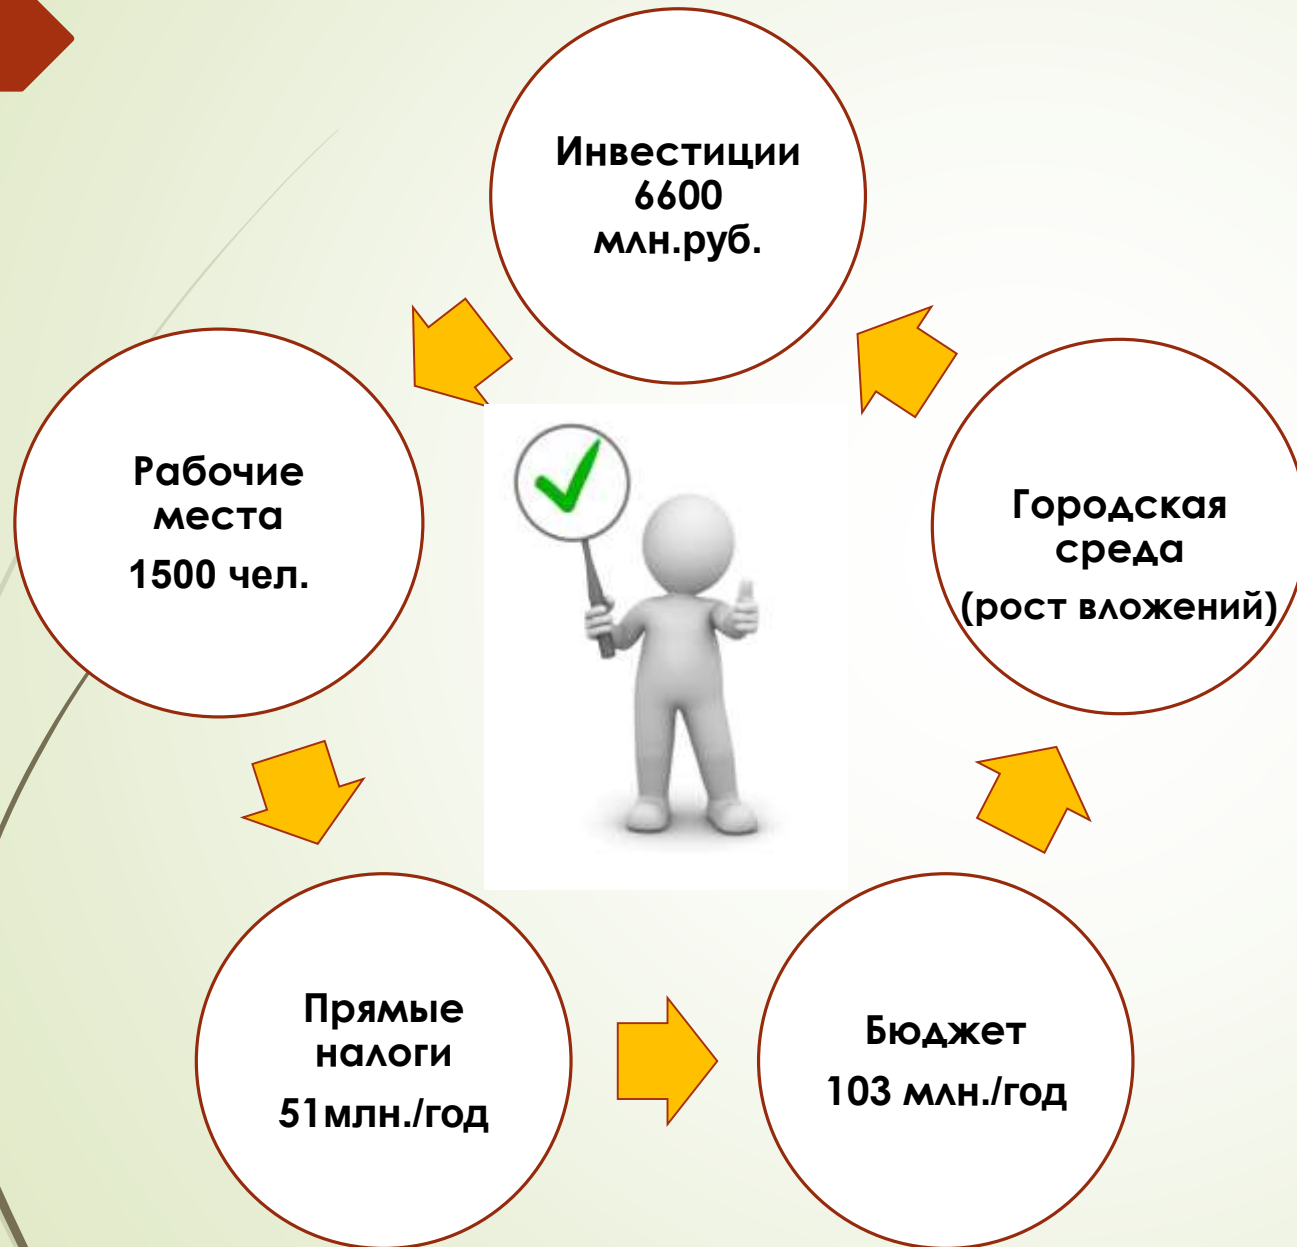 Инвестиции
6600
млн.руб.
Рабочие
места
1500 чел.
Городская
среда
(рост вложений)
Прямые
налоги
51млн./год
Бюджет
103 млн./год